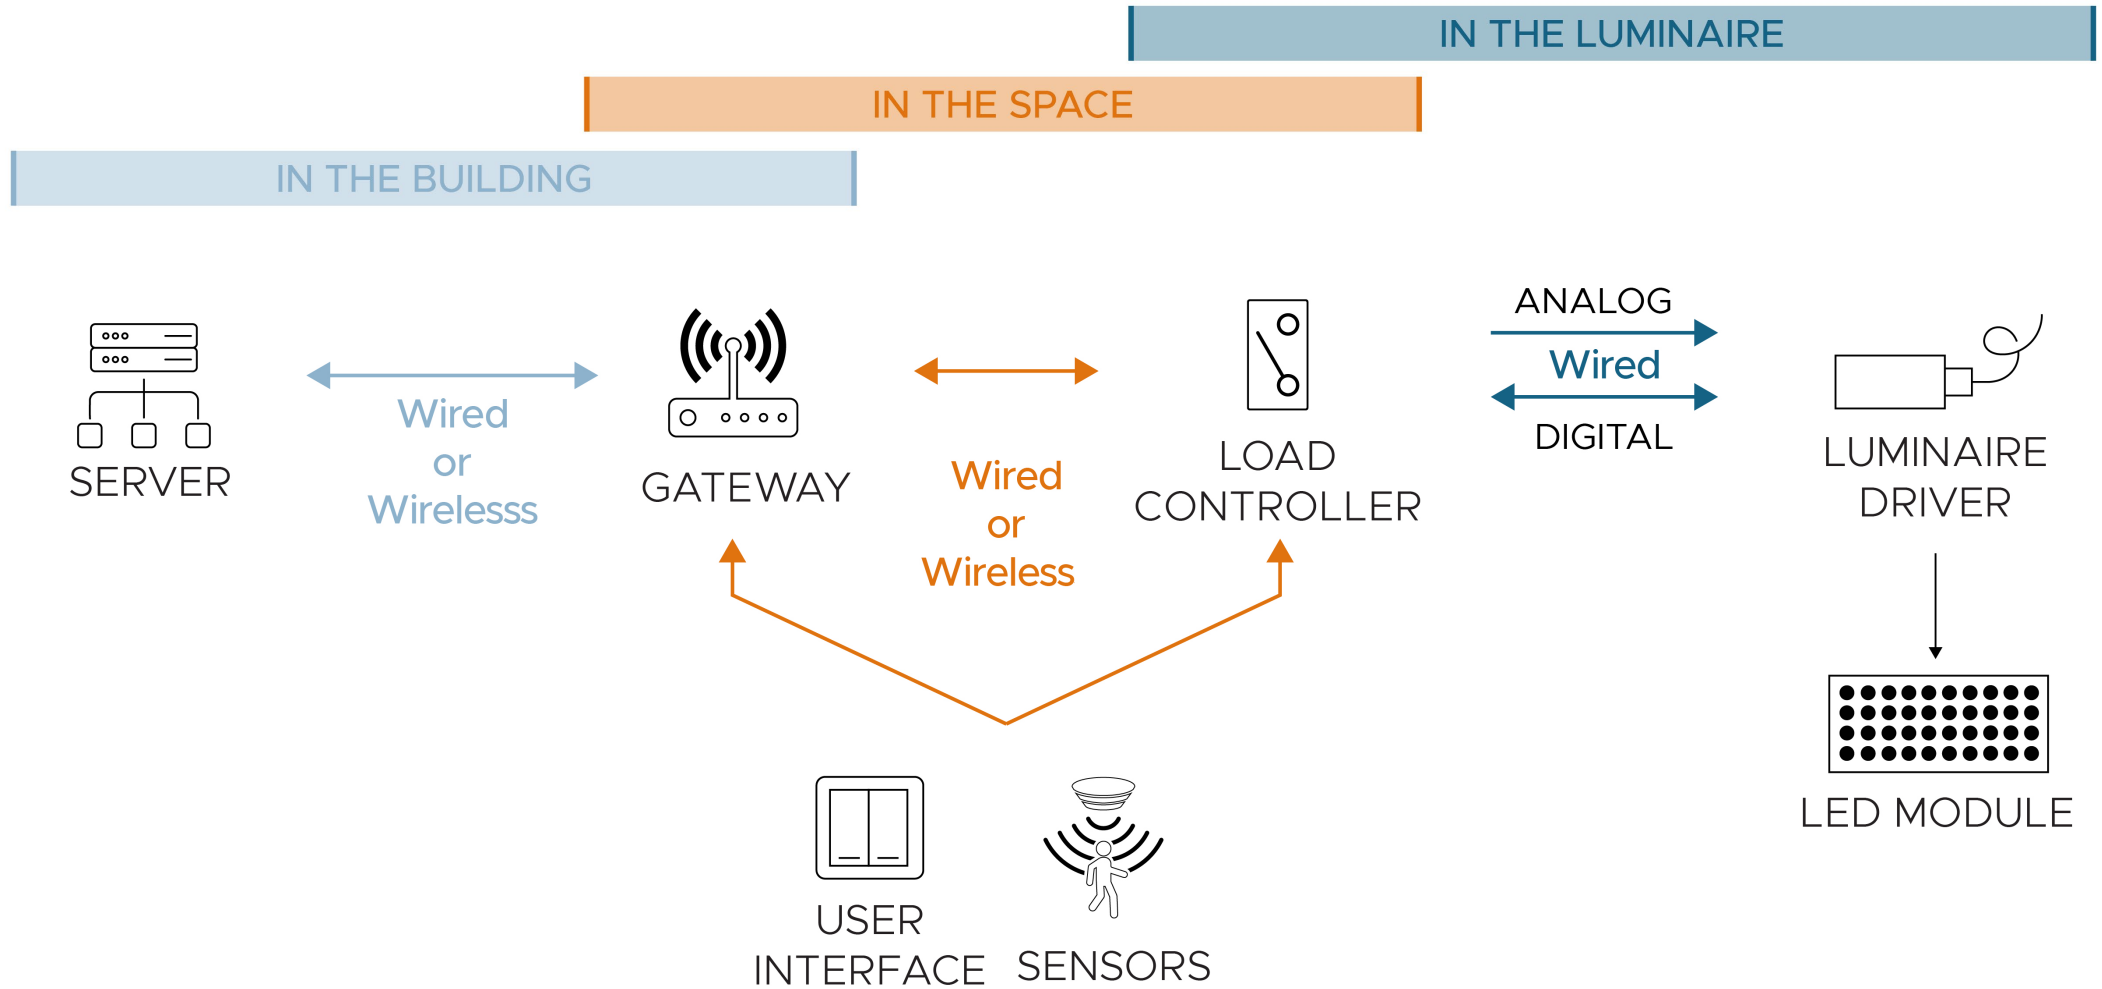 IN THE LUMINAIRE
IN THE SPACE
IN THE BUILDING
SERVER
Wired
or
Wirelesss
GATEWAY
Wired
or
Wireless
LOAD
CONTROLLER
ANALOG
Wired
DIGITAL
LUMINAIRE
DRIVER
LED MODULE
USER
INTERFACE
SENSORS